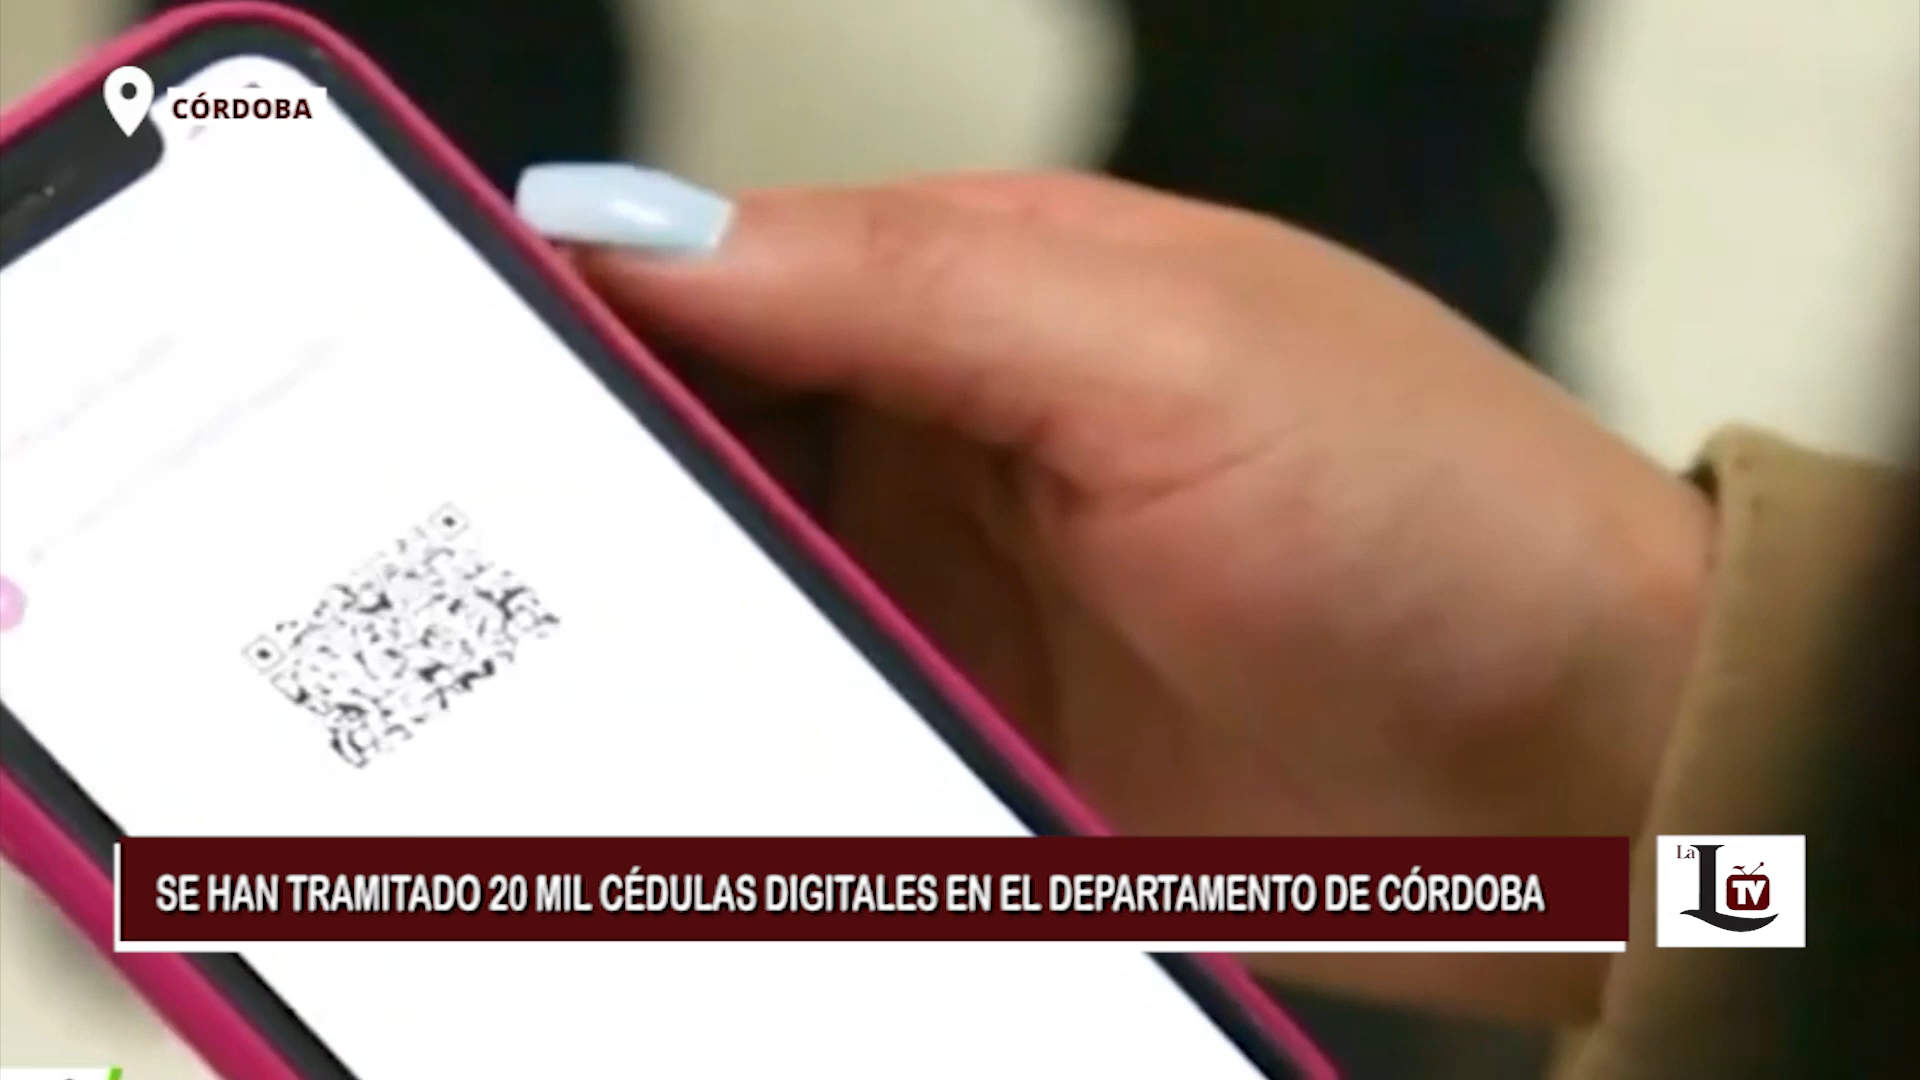 CÓRDOBA
SE HAN TRAMITADO 20 MIL CÉDULAS DIGITALES EN EL DEPARTAMENTO DE CÓRDOBA
La L TV